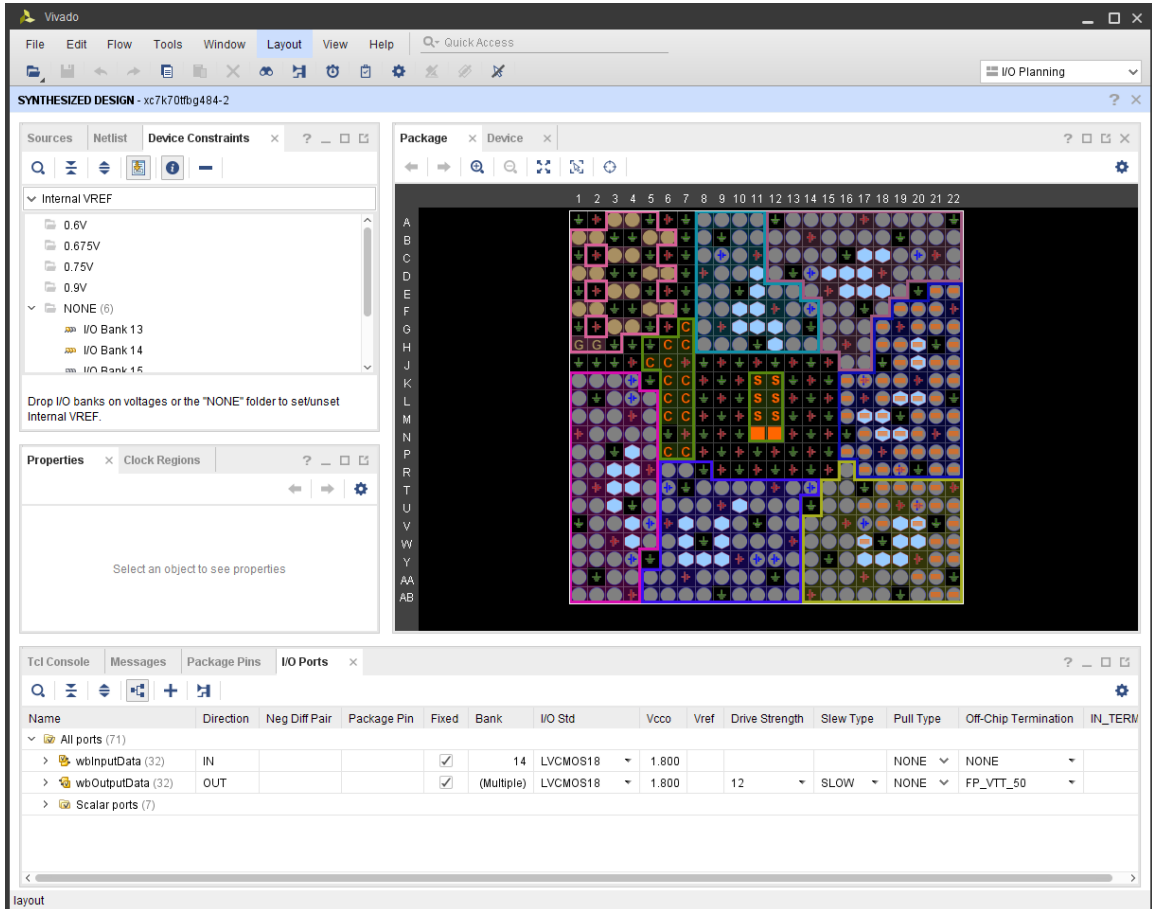 Vivado
File Edit Flow Tools Window Layout View Help Quick Access
I/O Planning
SYNTHESIZED DESIGN - xc7k70tfbg484-2
Sources Netlist Device Constraints
Internal VREF
0.6V
0.675V
0.75V
0.9V
NONE (6)
I/O Bank 13
I/O Bank 14
I/O Bank 15
Drop I/O banks on voltages or the "NONE" folder to set/unset
Internal VREF.
Properties Clock Regions
Select an object to see properties
Package Device
1 2 3 4 5 6 7 8 9 10 11 12 13 14 15 16 17 18 19 20 21 22
A
B
C
D
E
F
G C
H G G C C
J C C
K C C S S
L C C S S
M C C S S
N
P C C
R
T
U
V
W
Y
AA
AB
Tcl Console Messages Package Pins I/O Ports
Name Direction Neg Diff Pair Package Pin Fixed Bank I/O Std Vcco Vref Drive Strength Slew Type Pull Type Off-Chip Termination IN_TERM
All ports (71)
wbInputData (32) IN 14 LVCMOS18 1.800 NONE NONE
wbOutputData (32) OUT (Multiple) LVCMOS18 1.800 12 SLOW NONE FP_VTT_50
Scalar ports (7)
layout